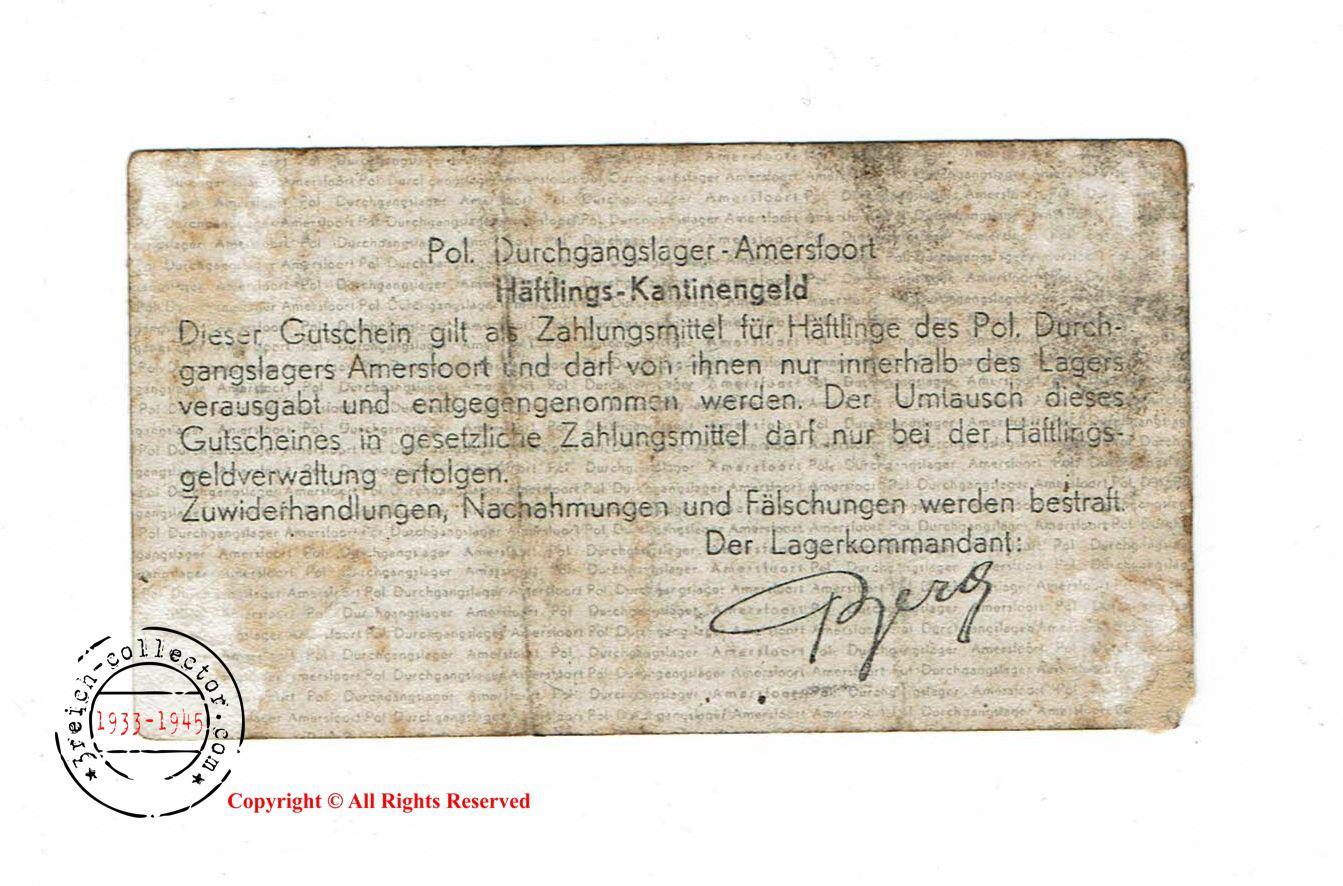 Pol. Durchgangslager-Amersfoort
Häftlings-Kantinengeld
Dieser Gutschein gilt als Zahlungsmittel für Häftlinge des Pol. Durch-
gangslagers Amersfoort und darf von ihnen nur innerhalb des Lagers
verausgabt und entgegengenommen werden. Der Umtausch dieses
Gutscheines in gesetzliche Zahlungsmittel darf nur bei der Häftlings-
geldverwaltung erfolgen.
Zuwiderhandlungen, Nachahmungen und Fälschungen werden bestraft.
Der Lagerkommandant:
Berg
3reich-collector.com
1933-1945
Copyright © All Rights Reserved